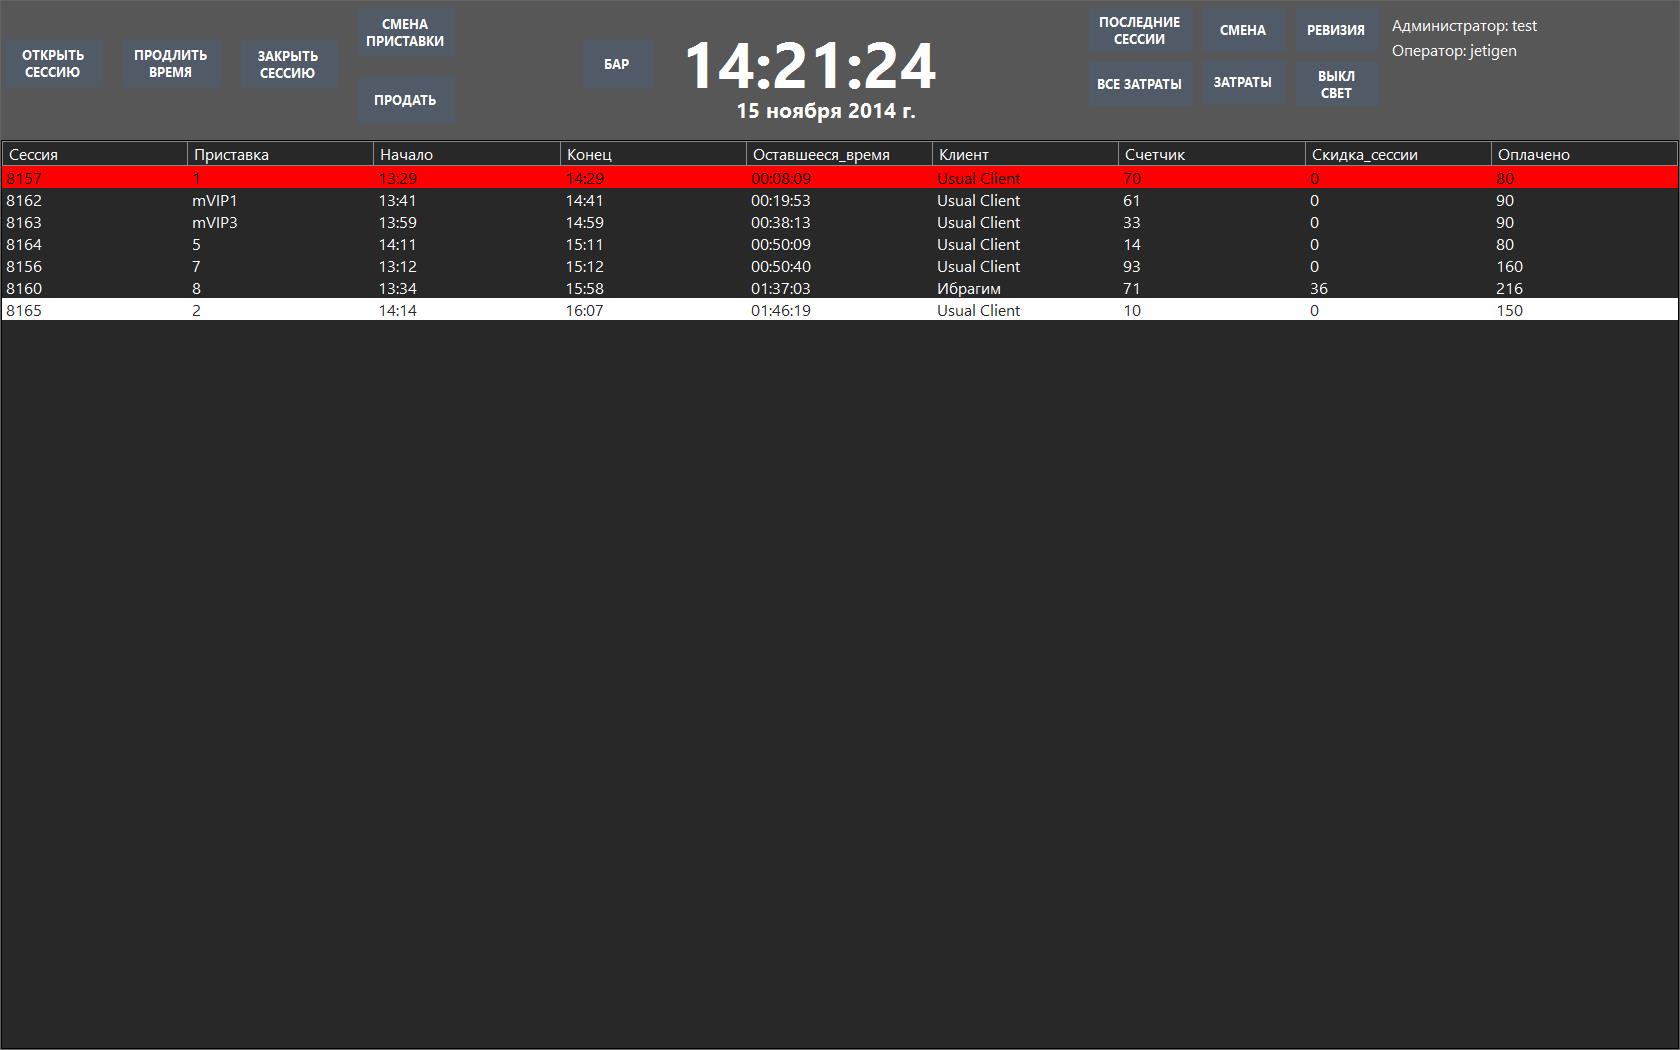 ОТКРЫТЬ
СЕССИЮ
ПРОДЛИТЬ
ВРЕМЯ
ЗАКРЫТЬ
СЕССИЮ
СМЕНА
ПРИСТАВКИ
ПРОДАТЬ
БАР
14:21:24
15 ноября 2014 г.
ПОСЛЕДНИЕ
СЕССИИ
СМЕНА
РЕВИЗИЯ
ВСЕ ЗАТРАТЫ
ЗАТРАТЫ
ВЫКЛ
СВЕТ
Администратор: test
Оператор: jetigen
Сессия Приставка Начало Конец Оставшееся_время Клиент Счетчик Скидка_сессии Оплачено
8157 1 13:29 14:29 00:08:09 Usual Client 70 0 80
8162 mVIP1 13:41 14:41 00:19:53 Usual Client 61 0 90
8163 mVIP3 13:59 14:59 00:38:13 Usual Client 33 0 90
8164 5 14:11 15:11 00:50:09 Usual Client 14 0 80
8156 7 13:12 15:12 00:50:40 Usual Client 93 0 160
8160 8 13:34 15:58 01:37:03 Ибрагим 71 36 216
8165 2 14:14 16:07 01:46:19 Usual Client 10 0 150